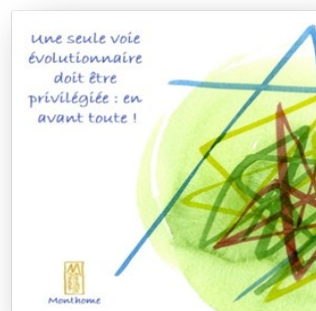 Une seule voie
évolutionnaire
doit être
privilégiée : en
avant toute !
Monthome